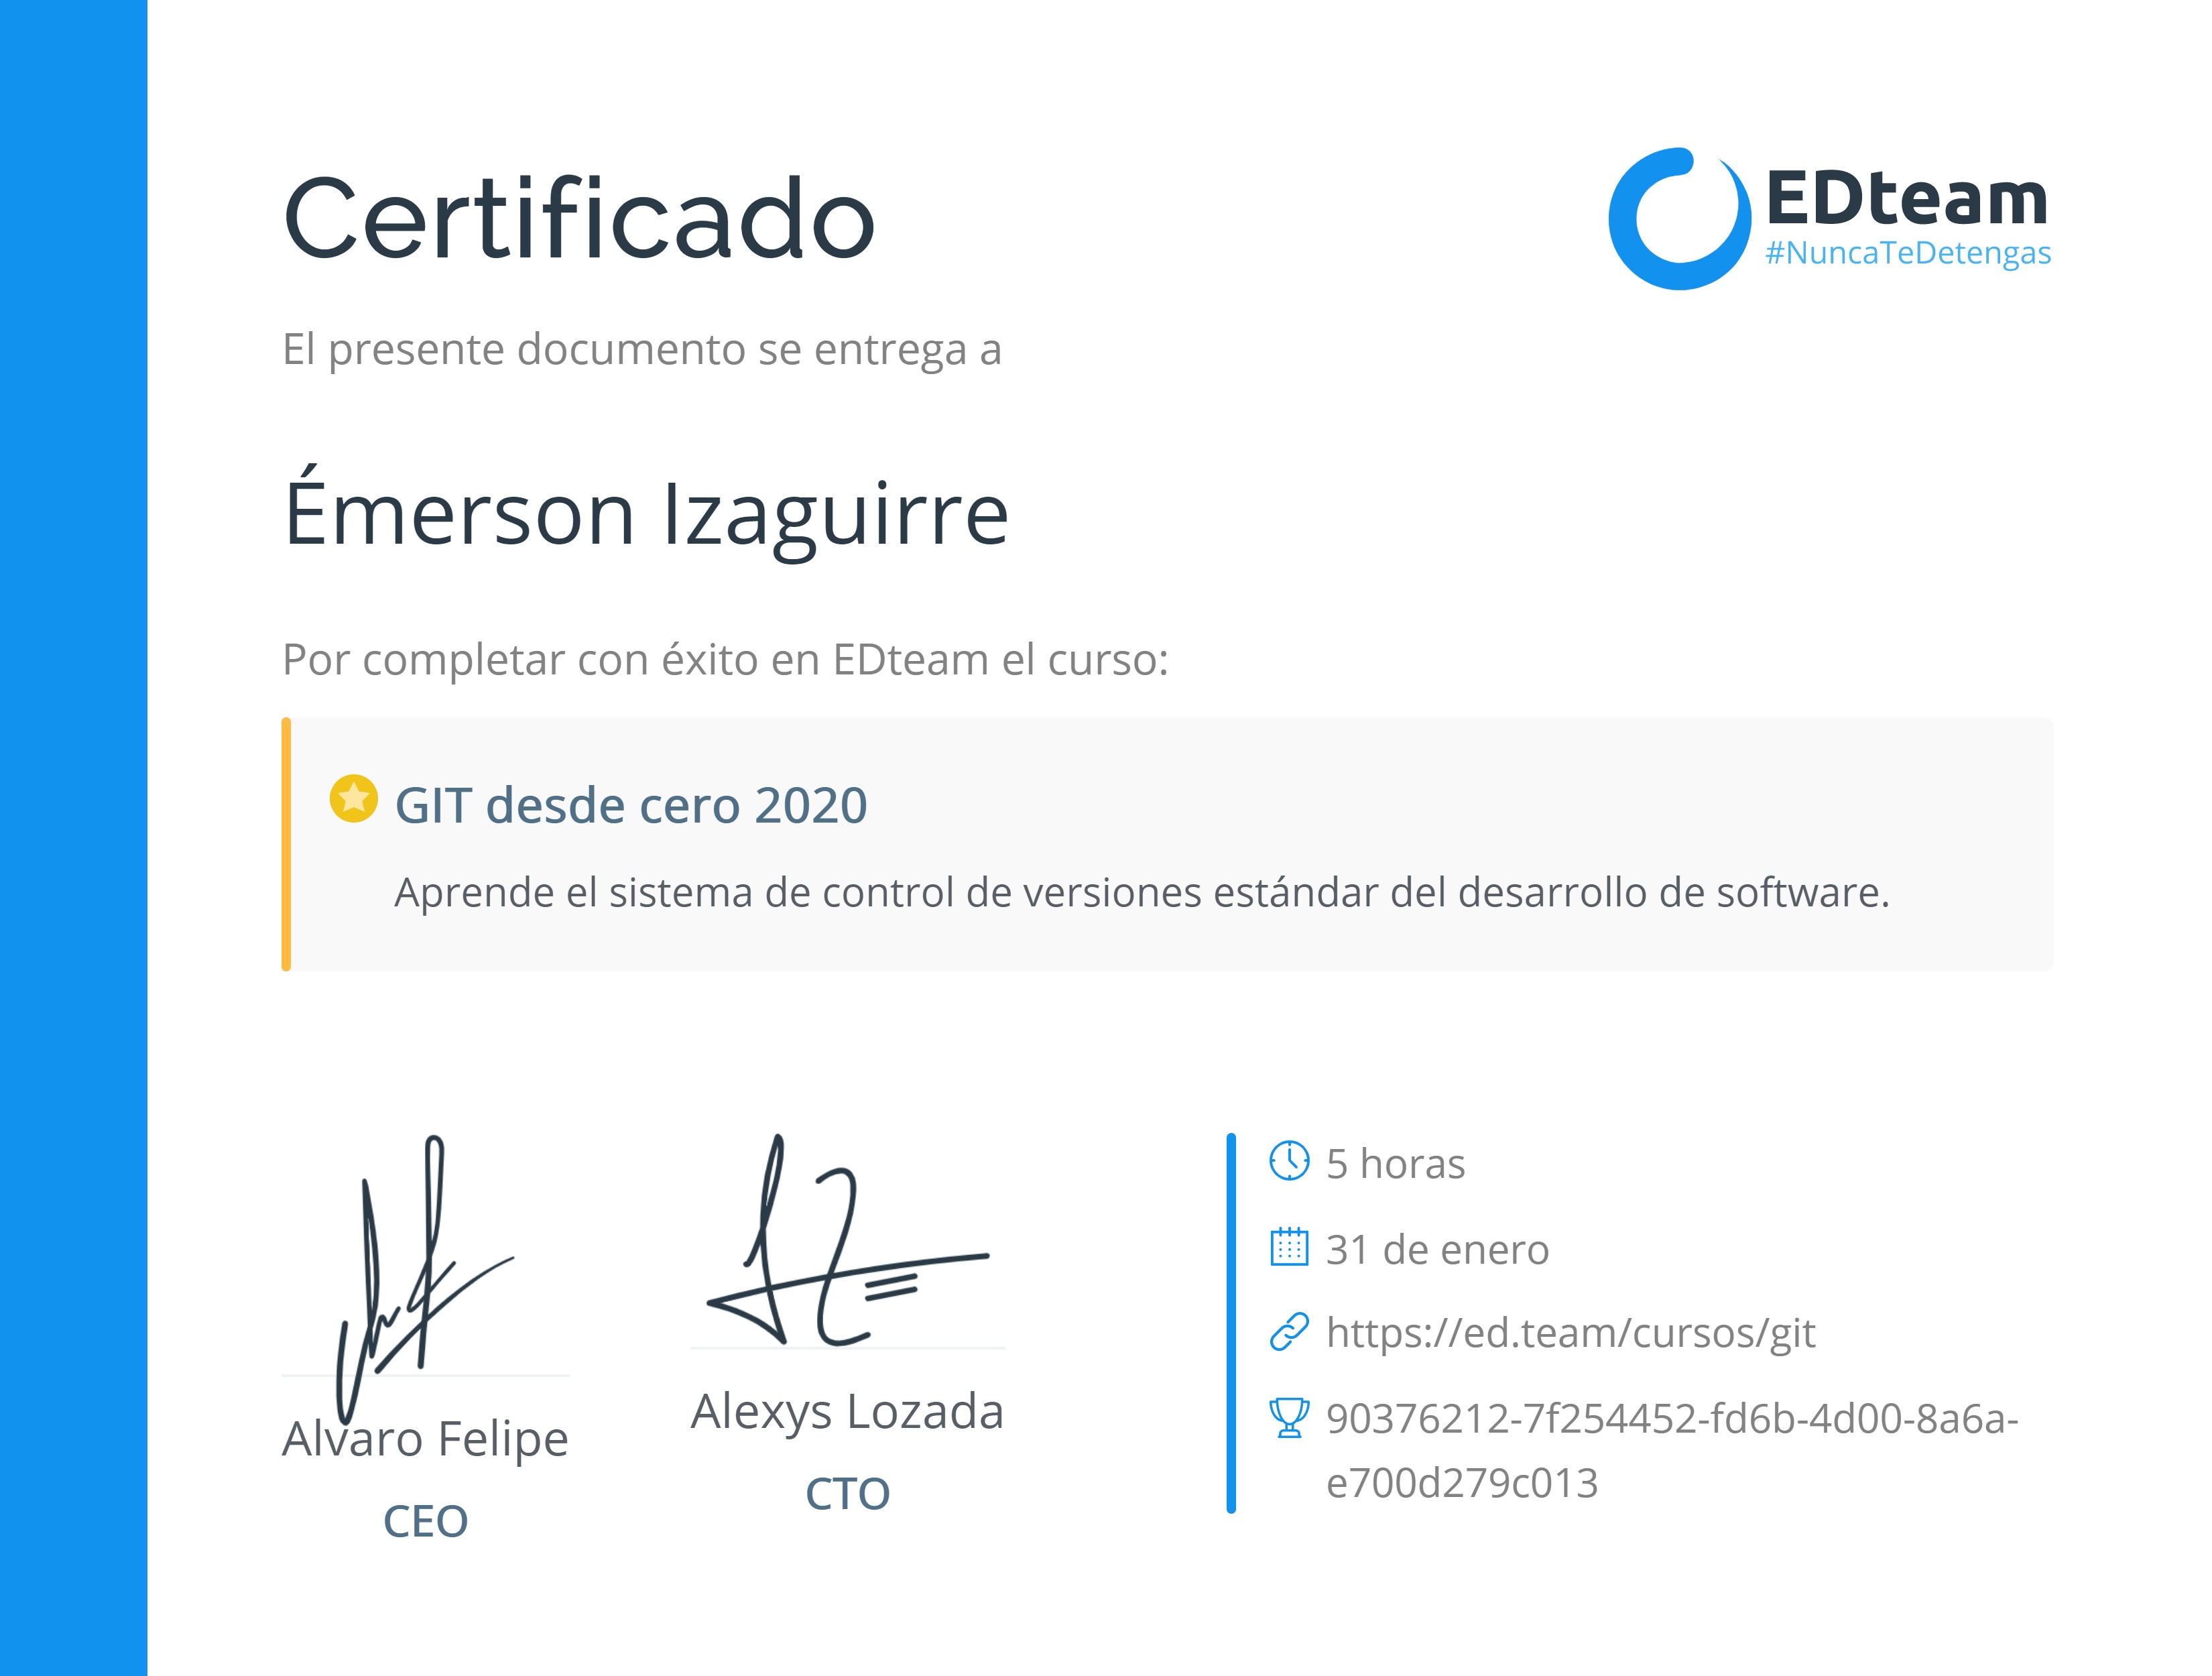 Certificado
EDteam
#NuncaTeDetengas
El presente documento se entrega a
Émerson Izaguirre
Por completar con éxito en EDteam el curso:
GIT desde cero 2020
Aprende el sistema de control de versiones estándar del desarrollo de software.
Alvaro Felipe
CEO
Alexys Lozada
CTO
5 horas
31 de enero
https://ed.team/cursos/git
90376212-7f254452-fd6b-4d00-8a6a-
e700d279c013